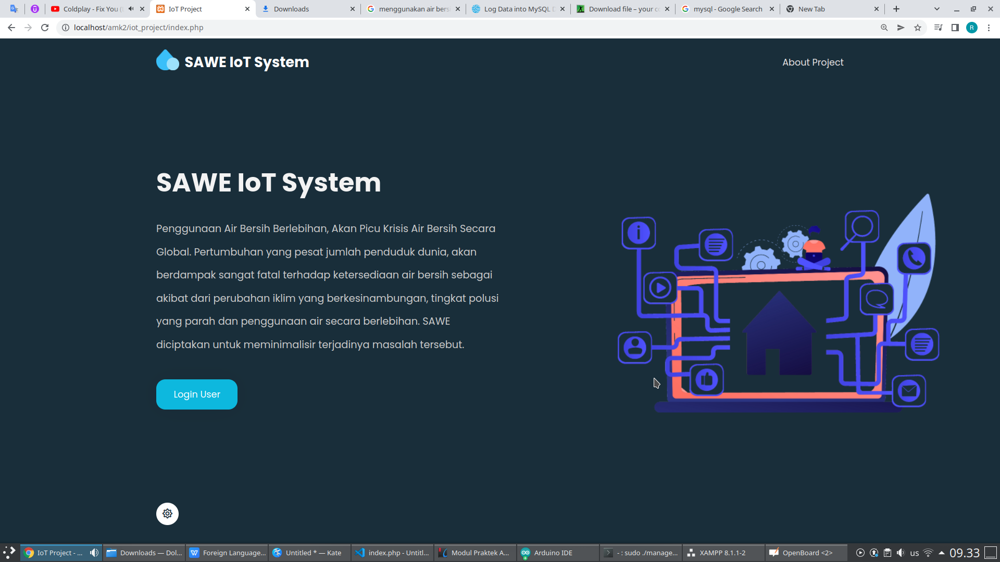 Coldplay - Fix You (
IoT Project
Downloads
menggunakan air bers
Log Data into MySQL D
Download file – your co
mysql - Google Search
New Tab
localhost/amk2/iot_project/index.php
R
SAWE IoT System
About Project
SAWE IoT System
Penggunaan Air Bersih Berlebihan, Akan Picu Krisis Air Bersih Secara
Global. Pertumbuhan yang pesat jumlah penduduk dunia, akan
berdampak sangat fatal terhadap ketersediaan air bersih sebagai
akibat dari perubahan iklim yang berkesinambungan, tingkat polusi
yang parah dan penggunaan air secara berlebihan. SAWE
diciptakan untuk meminimalisir terjadinya masalah tersebut.
Login User
IoT Project - ...
Downloads — Dol...
Foreign Language...
Untitled * — Kate
index.php - Untitl...
Modul Praktek A...
Arduino IDE
- : sudo ./manage...
XAMPP 8.1.1-2
OpenBoard <2>
us
09.33